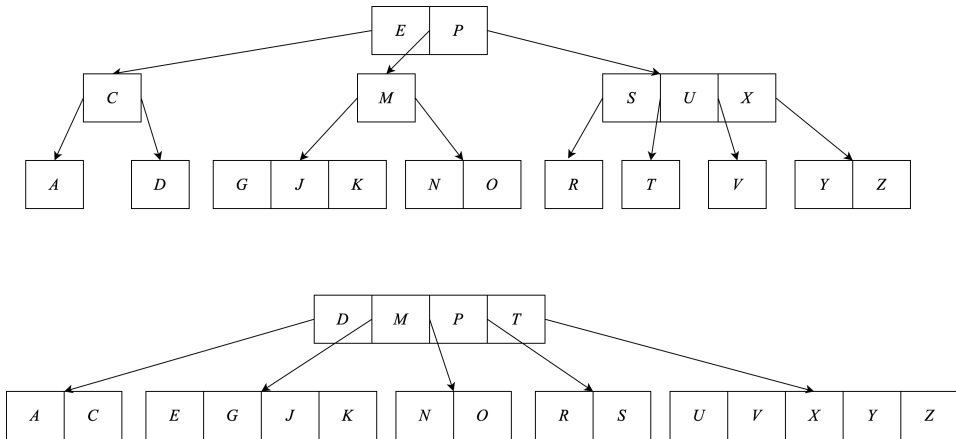 E P
C M S U X
A D G J K N O R T V Y Z
D M P T
A C E G J K N O R S U V X Y Z